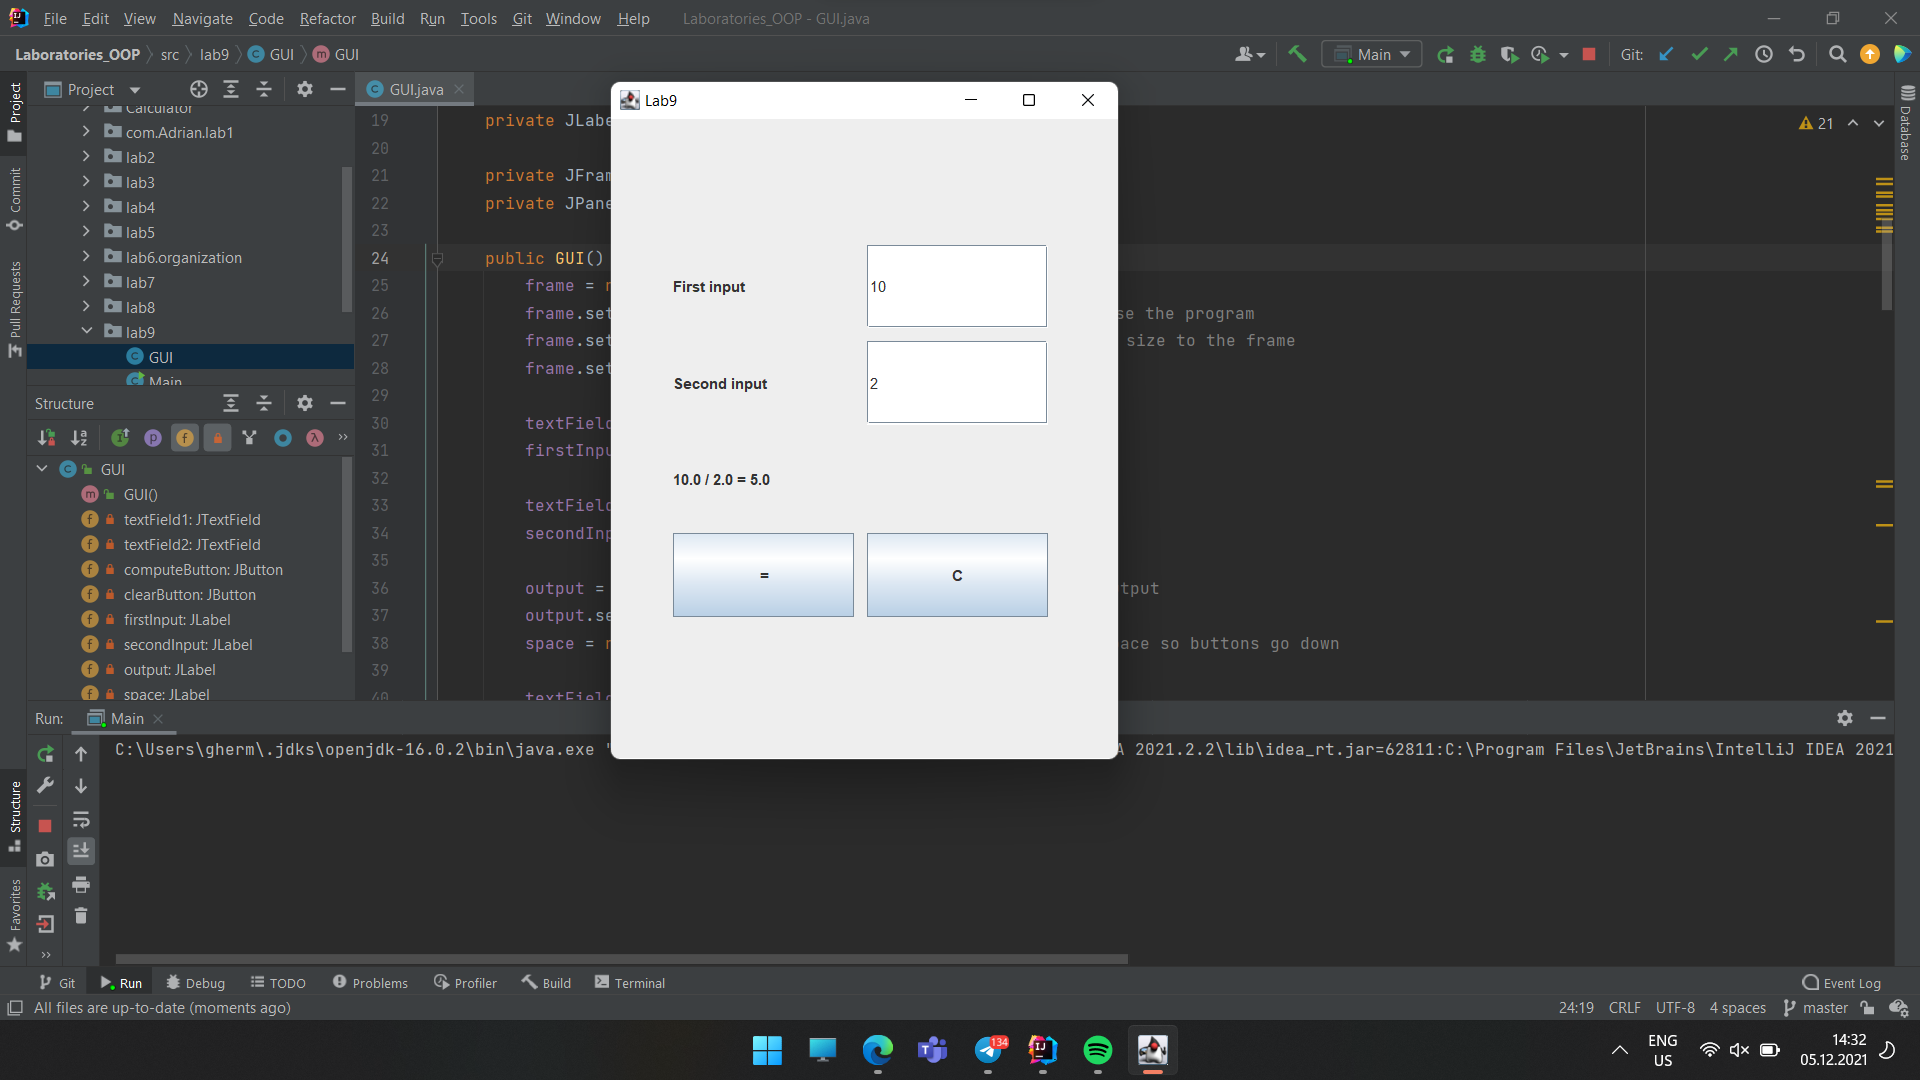 File Edit View Navigate Code Refactor Build Run Tools Git Window Help Laboratories_OOP - GUI.java
Laboratories_OOP src lab9 GUI GUI
Main Git:
Project
GUI.java
Calculator
com.Adrian.lab1
lab2
lab3
lab4
lab5
lab6.organization
lab7
lab8
lab9
GUI
Main
Project
Commit
Pull Requests
Structure
Favorites
Database
21
Structure
GUI
GUI()
textField1: JTextField
textField2: JTextField
computeButton: JButton
clearButton: JButton
firstInput: JLabel
secondInput: JLabel
output: JLabel
space: JLabel
19 private JLabe
20
21 private JFram
22 private JPane
23
24 public GUI()
25 frame = n
26 frame.set se the program
27 frame.set size to the frame
28 frame.set
29
30 textField
31 firstInpu
32
33 textField
34 secondInp
35
36 output = tput
37 output.se
38 space = n ace so buttons go down
39
40 textField
Lab9
First input 10
Second input 2
10.0 / 2.0 = 5.0
= C
Run: Main
C:\Users\gherm\.jdks\openjdk-16.0.2\bin\java.exe " A 2021.2.2\lib\idea_rt.jar=62811:C:\Program Files\JetBrains\IntelliJ IDEA 2021
Git Run Debug TODO Problems Profiler Build Terminal Event Log
All files are up-to-date (moments ago) 24:19 CRLF UTF-8 4 spaces master
134
ENG
US
14:32
05.12.2021